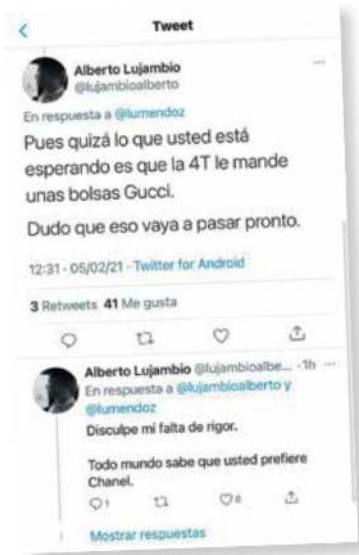 Tweet
Alberto Lujambio
@lujambioalberto
En respuesta a @lumendoz
Pues quizá lo que usted está
esperando es que la 4T le mande
unas bolsas Gucci.
Dudo que eso vaya a pasar pronto.
12:31 - 05/02/21 - Twitter for Android
3 Retweets 41 Me gusta
Alberto Lujambio @lujambioalbe... · 1h
En respuesta a @lujambioalberto y
@lumendoz
Disculpe mi falta de rigor.
Todo mundo sabe que usted prefiere
Chanel.
1 8
Mostrar respuestas